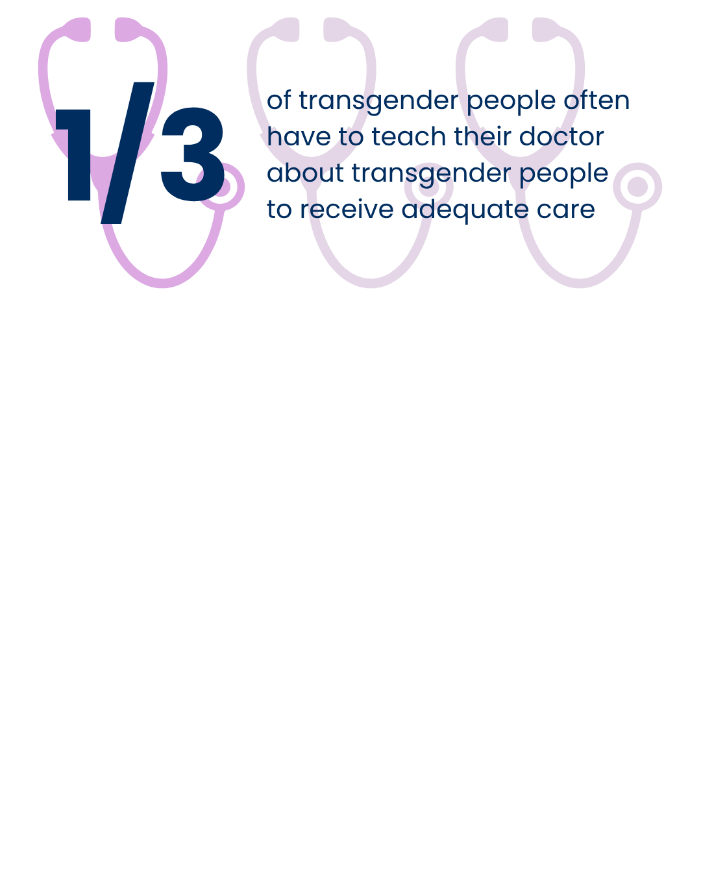 1/3
of transgender people often
have to teach their doctor
about transgender people
to receive adequate care